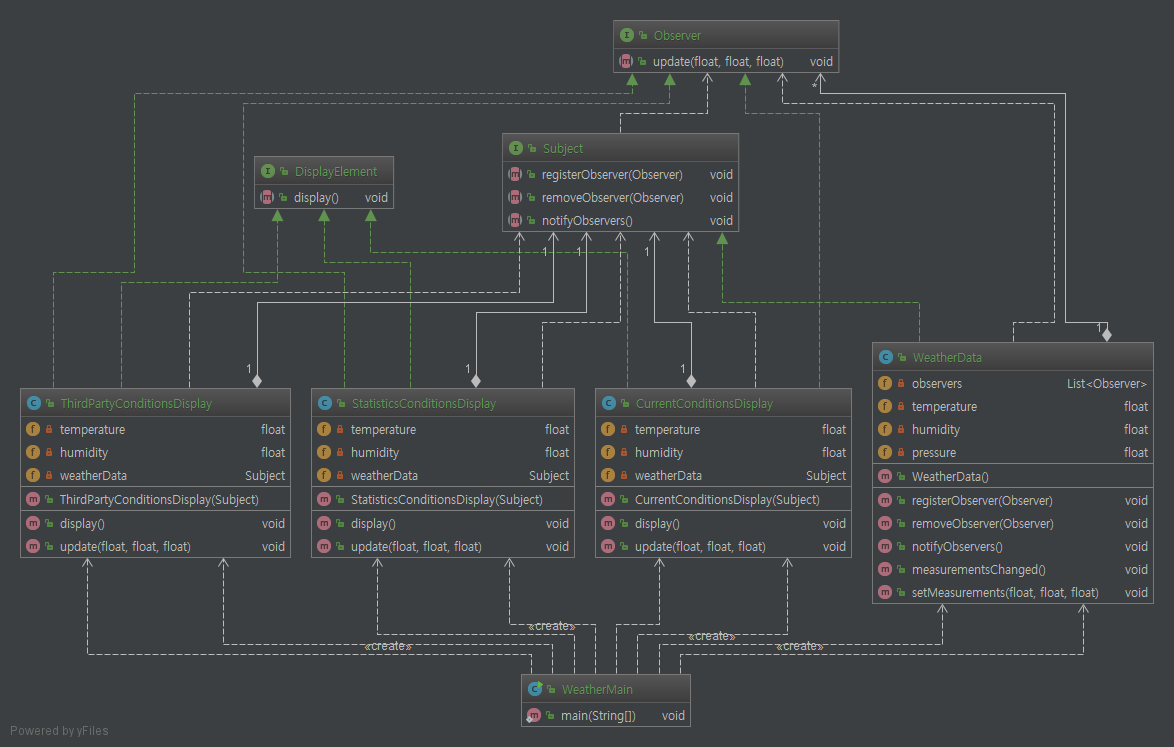 Observer
update(float, float, float) void
*
Subject
registerObserver(Observer) void
removeObserver(Observer) void
notifyObservers() void
DisplayElement
display() void
1 1 1
1
1 1 1
ThirdPartyConditionsDisplay
temperature float
humidity float
weatherData Subject
ThirdPartyConditionsDisplay(Subject)
display() void
update(float, float, float) void
StatisticsConditionsDisplay
temperature float
humidity float
weatherData Subject
StatisticsConditionsDisplay(Subject)
display() void
update(float, float, float) void
CurrentConditionsDisplay
temperature float
humidity float
weatherData Subject
CurrentConditionsDisplay(Subject)
display() void
update(float, float, float) void
WeatherData
observers List<Observer>
temperature float
humidity float
pressure float
WeatherData()
registerObserver(Observer) void
removeObserver(Observer) void
notifyObservers() void
measurementsChanged() void
setMeasurements(float, float, float) void
«create»
«create»
«create»
«create»
WeatherMain
main(String[]) void
Powered by yFiles